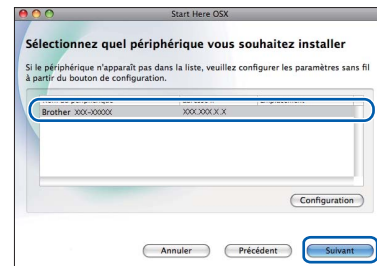 Start Here OSX
Sélectionnez quel périphérique vous souhaitez installer
Si le périphérique n'apparaît pas dans la liste, veuillez configurer les paramètres sans fil
à partir du bouton de configuration.
Brother XXX-XXXXX XXX.XXX.X.X
Configuration
Annuler Précédent Suivant